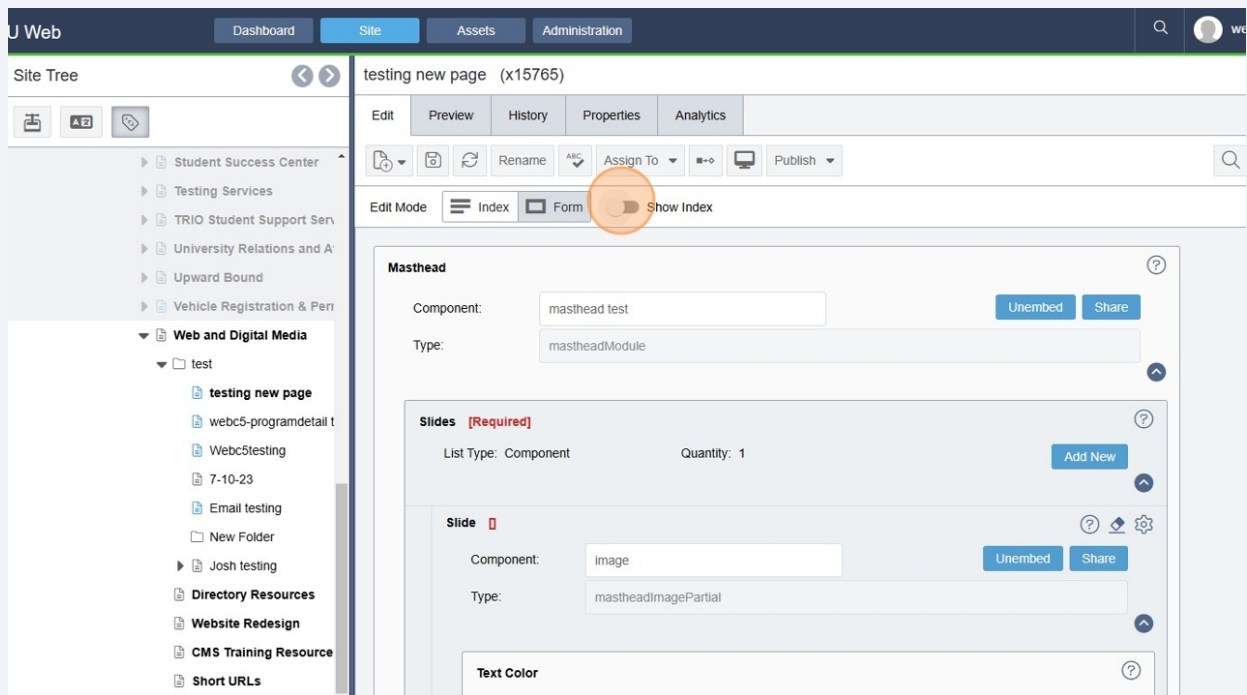 U Web
Dashboard
Site
Assets
Administration
we
Site Tree
testing new page (x15765)
Edit
Preview
History
Properties
Analytics
Rename
ABC
Assign To
Publish
Edit Mode
Index
Form
Show Index
Student Success Center
Testing Services
TRIO Student Support Serv
University Relations and A
Upward Bound
Vehicle Registration & Perr
Web and Digital Media
test
testing new page
webc5-programdetail t
Webc5testing
7-10-23
Email testing
New Folder
Josh testing
Directory Resources
Website Redesign
CMS Training Resource
Short URLs
Masthead
Component:
masthead test
Unembed
Share
Type:
mastheadModule
Slides [Required]
List Type: Component
Quantity: 1
Add New
Slide []
Component:
image
Unembed
Share
Type:
mastheadImagePartial
Text Color